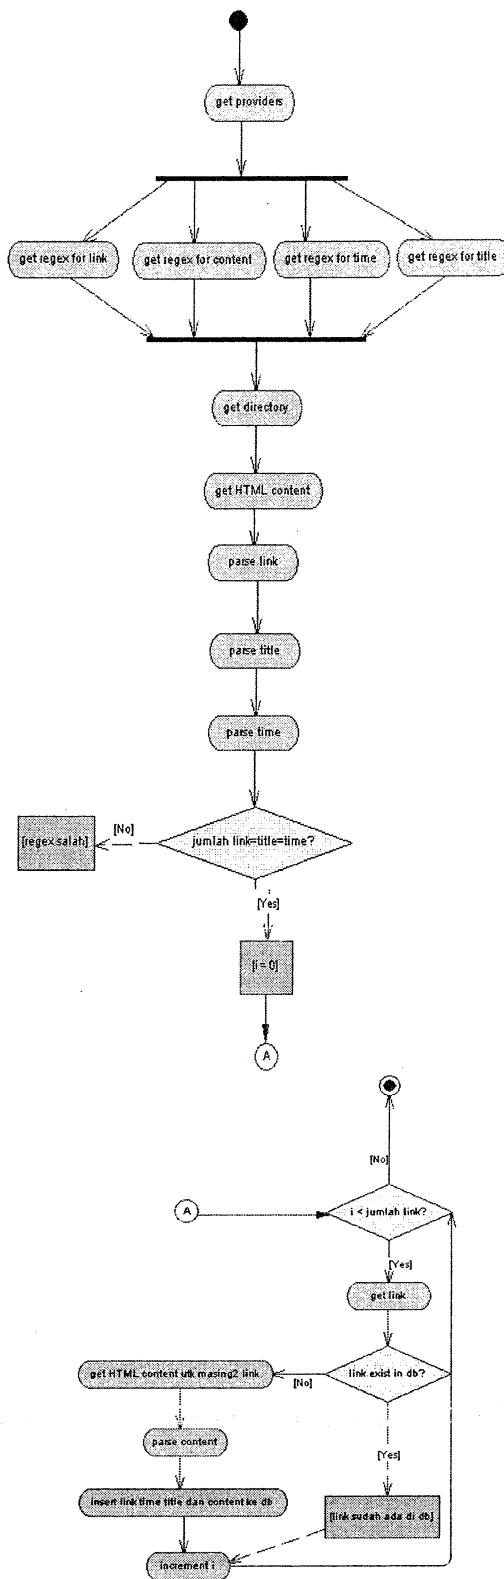 get providers
get regex for link
get regex for content
get regex for time
get regex for title
get directory
get HTML content
parse link
parse title
parse time
jumlah link=title=time?
[No]
[regex salah]
[Yes]
[i = 0]
A
[No]
A
i < jumlah link?
[Yes]
get link
link exist in db?
[No]
get HTML content utk masing2 link
parse content
[Yes]
insert link time title dan content ke db
[link sudah ada di db]
increment i